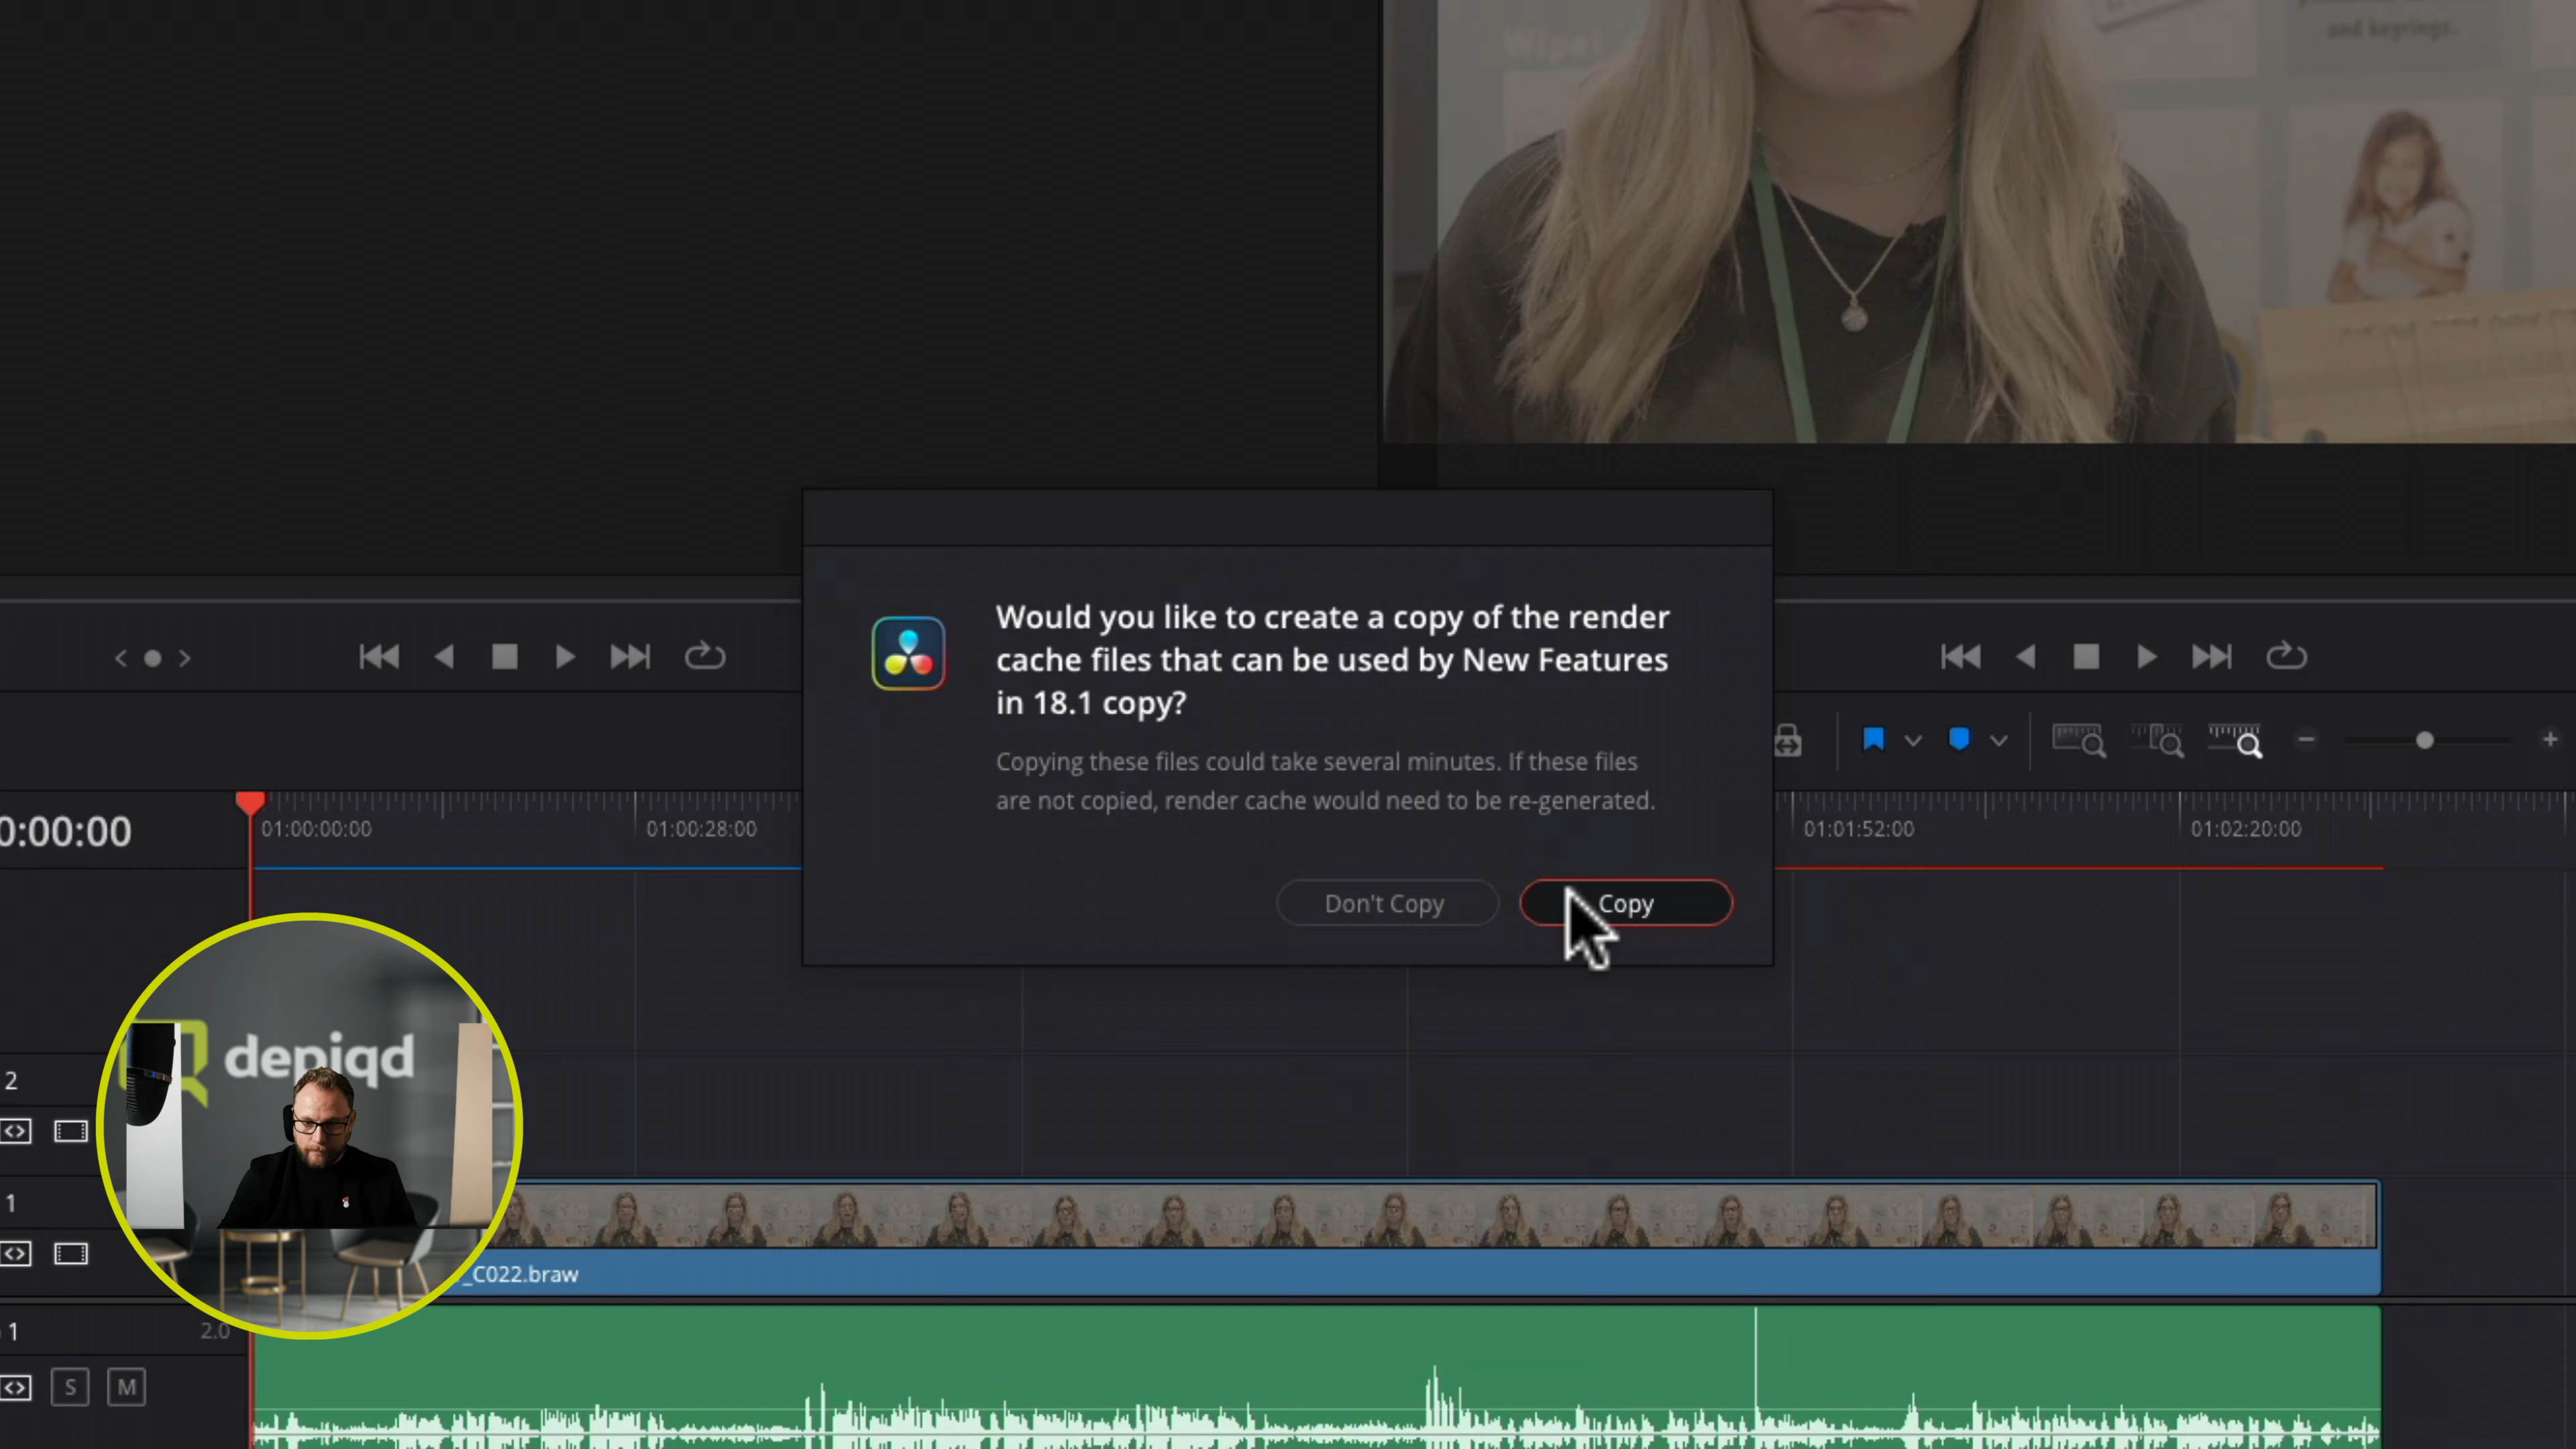 Wipe!
and keyrings.
Would you like to create a copy of the render
cache files that can be used by New Features
in 18.1 copy?
Copying these files could take several minutes. If these files
are not copied, render cache would need to be re-generated.
Don't Copy
Copy
0:00:00
01:00:00:00
01:00:28:00
01:01:52:00
01:02:20:00
depiqd
2
1
_C022.braw
1
2.0
S
M